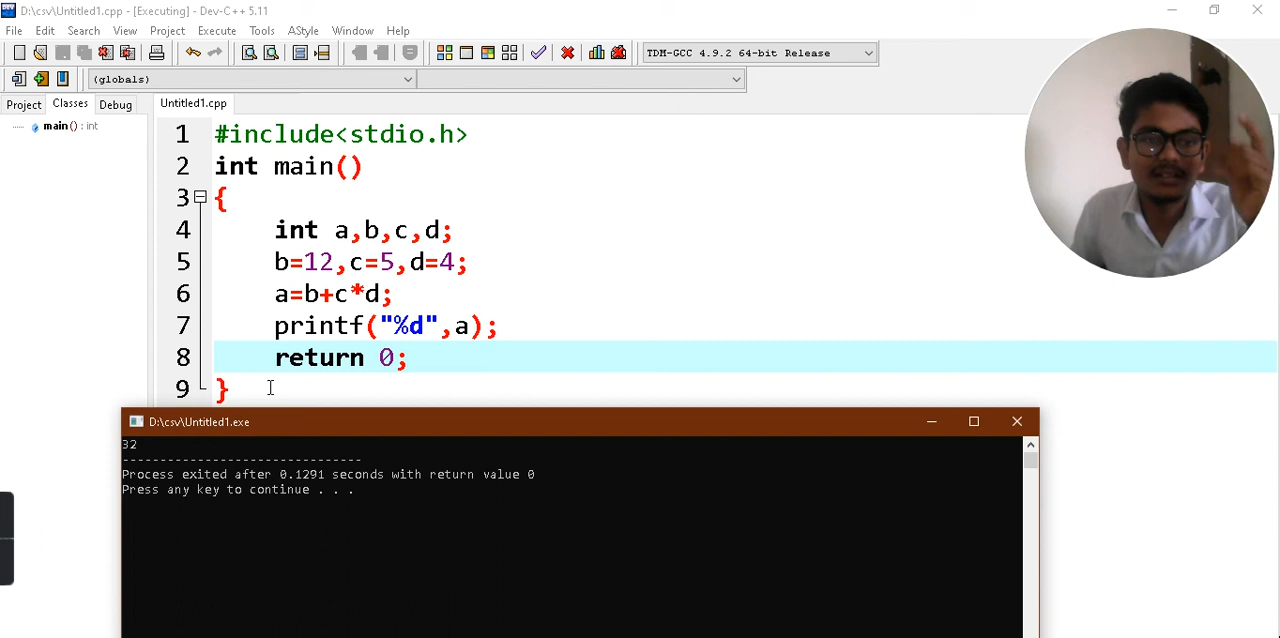 D:\csv\Untitled1.cpp - [Executing] - Dev-C++ 5.11
File Edit Search View Project Execute Tools AStyle Window Help
TDM-GCC 4.9.2 64-bit Release
(globals)
Project Classes Debug Untitled1.cpp
main() : int
1 #include<stdio.h>
2 int main()
3 {
4 int a,b,c,d;
5 b=12,c=5,d=4;
6 a=b+c*d;
7 printf("%d",a);
8 return 0;
9 }
D:\csv\Untitled1.exe
32
--------------------------------
Process exited after 0.1291 seconds with return value 0
Press any key to continue . . .